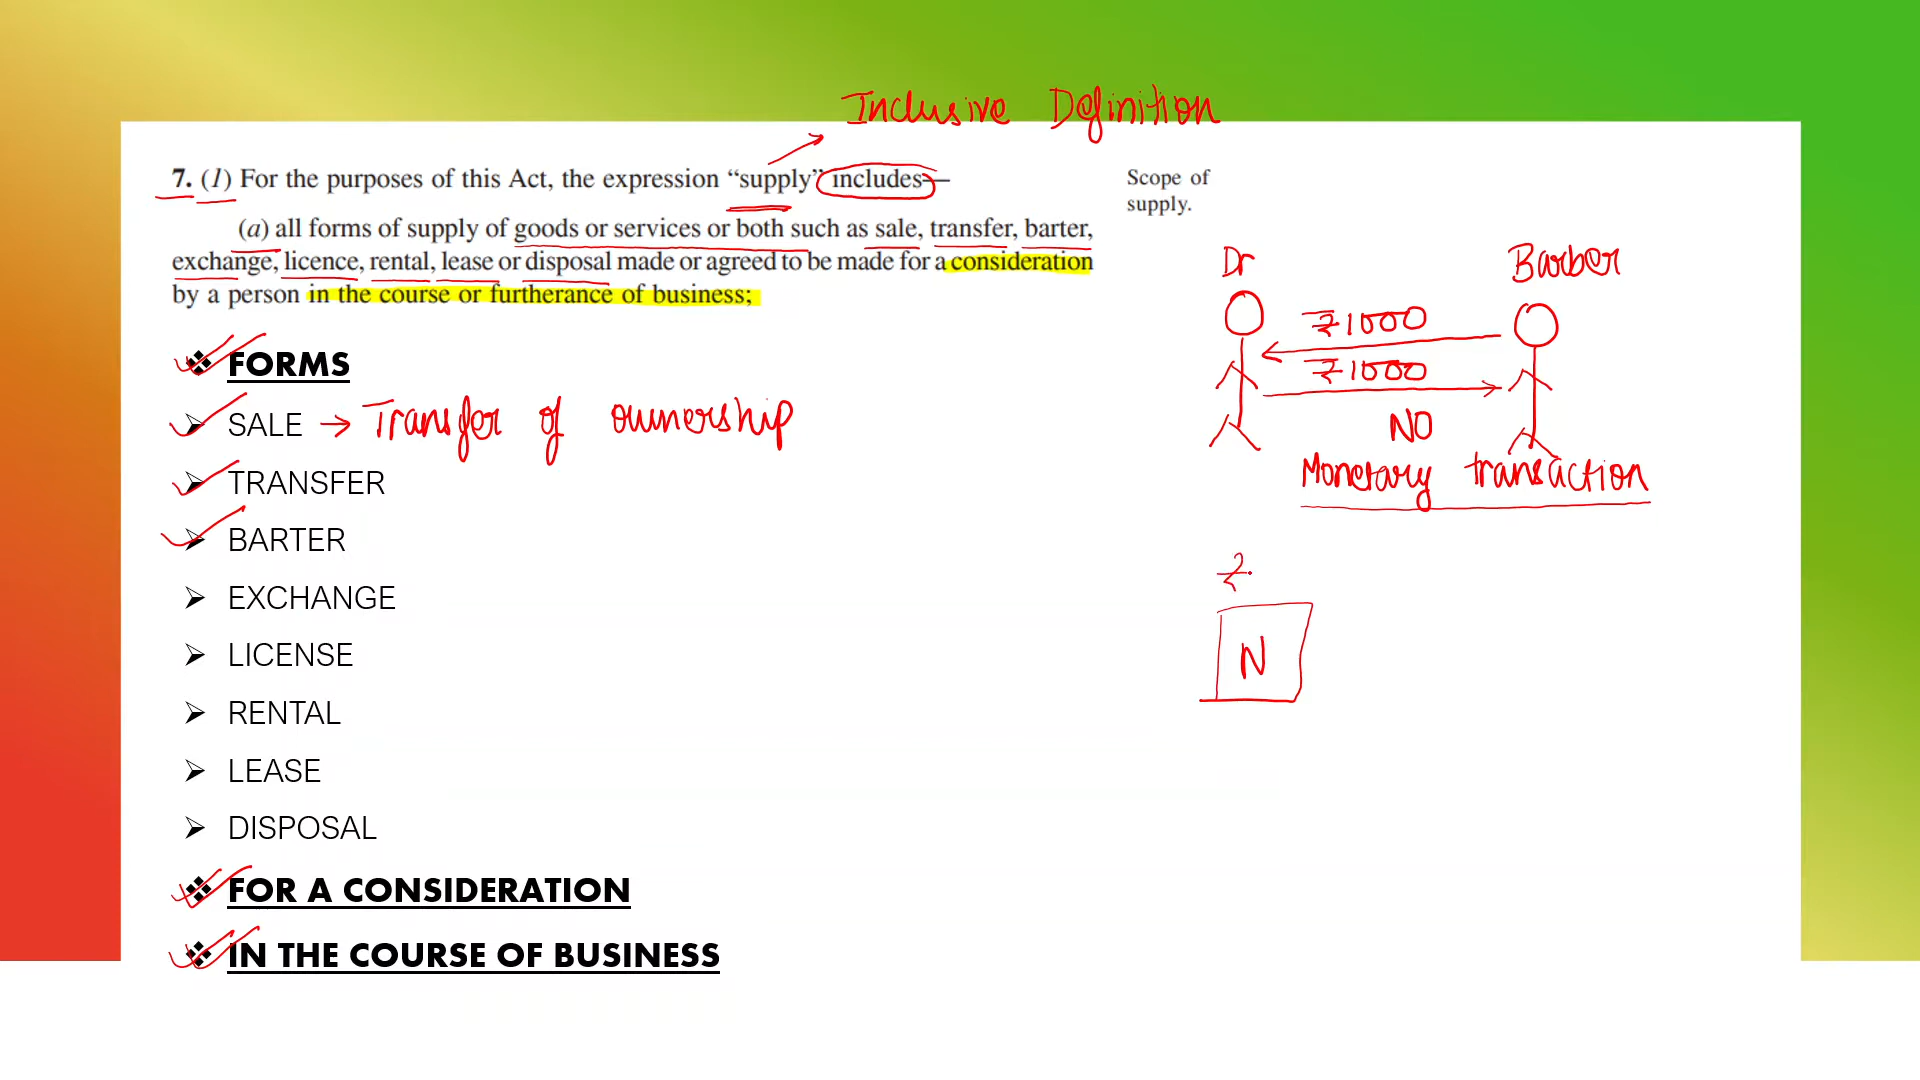 Inclusive Definition
7. (1) For the purposes of this Act, the expression “supply” includes—
Scope of
supply.
(a) all forms of supply of goods or services or both such as sale, transfer, barter,
exchange, licence, rental, lease or disposal made or agreed to be made for a consideration
by a person in the course or furtherance of business;
Dr
Barber
₹1000
₹1000
NO
Monetary transaction
FORMS
SALE → Transfer of ownership
TRANSFER
BARTER
EXCHANGE
LICENSE
RENTAL
LEASE
DISPOSAL
FOR A CONSIDERATION
IN THE COURSE OF BUSINESS
₹
N